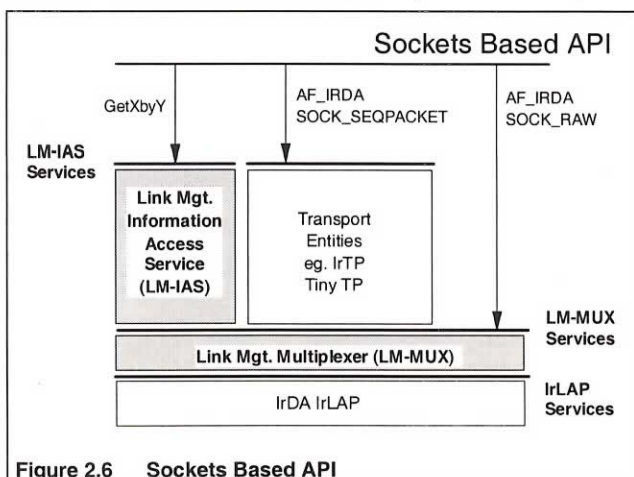 Sockets Based API
GetXbyY
AF_IRDA
SOCK_SEQPACKET
AF_IRDA
SOCK_RAW
LM-IAS
Services
Link Mgt.
Information
Access
Service
(LM-IAS)
Transport
Entities
eg. IrTP
Tiny TP
LM-MUX
Services
Link Mgt. Multiplexer (LM-MUX)
IrLAP
Services
IrDA IrLAP
Figure 2.6 Sockets Based API